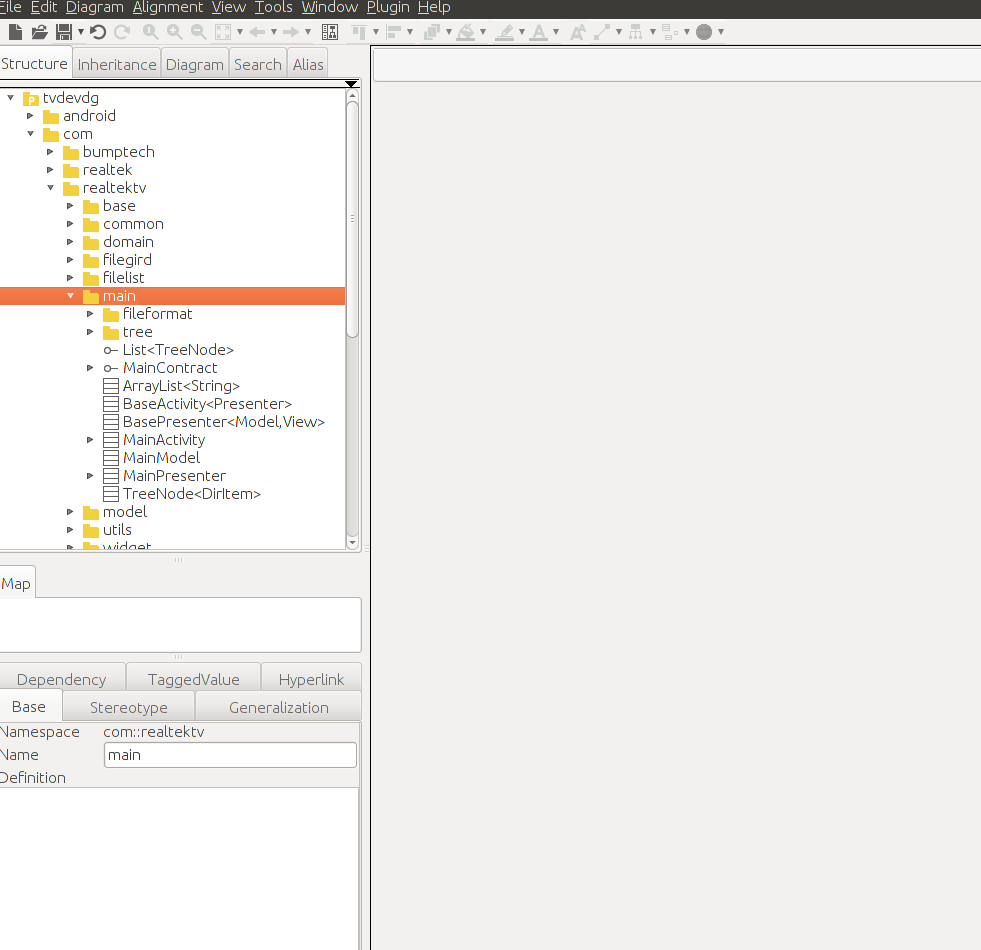 File Edit Diagram Alignment View Tools Window Plugin Help
Structure Inheritance Diagram Search Alias
tvdevdg
android
com
bumptech
realtek
realtektv
base
common
domain
filegird
filelist
main
fileformat
tree
List<TreeNode>
MainContract
ArrayList<String>
BaseActivity<Presenter>
BasePresenter<Model,View>
MainActivity
MainModel
MainPresenter
TreeNode<DirItem>
model
utils
widget
Map
Dependency TaggedValue Hyperlink
Base Stereotype Generalization
Namespace com::realtektv
Name main
Definition